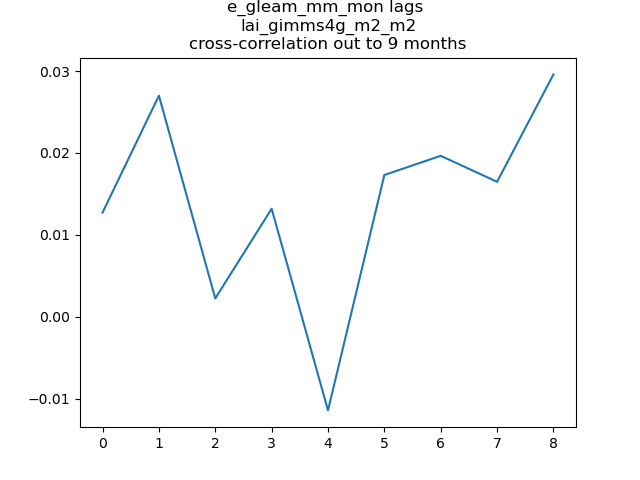 e_gleam_mm_mon lags
lai_gimms4g_m2_m2
cross-correlation out to 9 months
0.03
0.02
0.01
0.00
−0.01
0 1 2 3 4 5 6 7 8